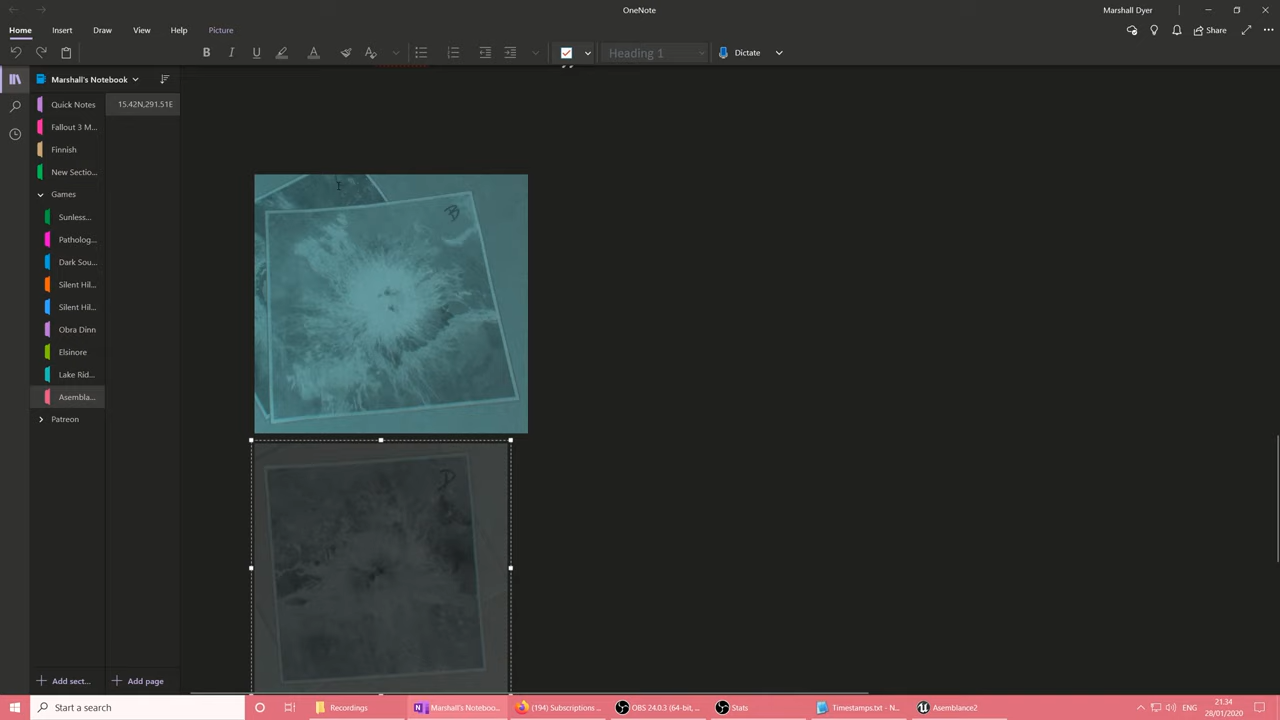 OneNote
Marshall Dyer
Home
Insert
Draw
View
Help
Picture
Share
B
I
U
A
Heading 1
Dictate
Marshall's Notebook
Quick Notes
15.42N,291.51E
Fallout 3 M...
Finnish
New Sectio...
Games
Sunless...
Patholog...
Dark Sou...
Silent Hil...
Silent Hil...
Obra Dinn
Elsinore
Lake Rid...
Asembla...
Patreon
B
D
Add sect...
Add page
Start a search
Recordings
Marshall's Noteboo...
(194) Subscriptions ...
OBS 24.0.3 (64-bit, ...
Stats
Timestamps.txt - N...
Asemblance2
21.34
28/01/2020